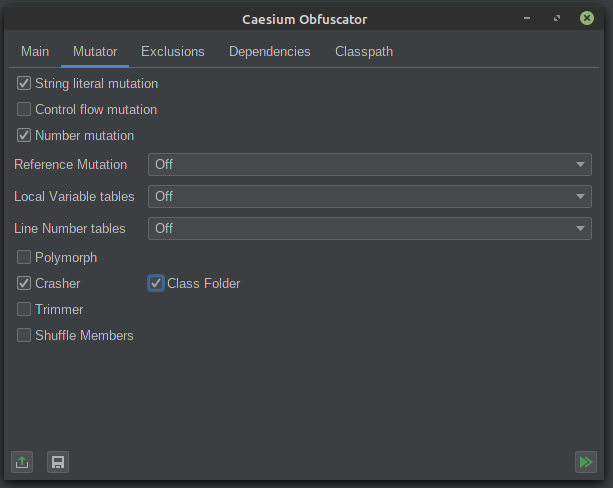 Caesium Obfuscator
Main Mutator Exclusions Dependencies Classpath
String literal mutation
Control flow mutation
Number mutation
Reference Mutation Off
Local Variable tables Off
Line Number tables Off
Polymorph
Crasher Class Folder
Trimmer
Shuffle Members